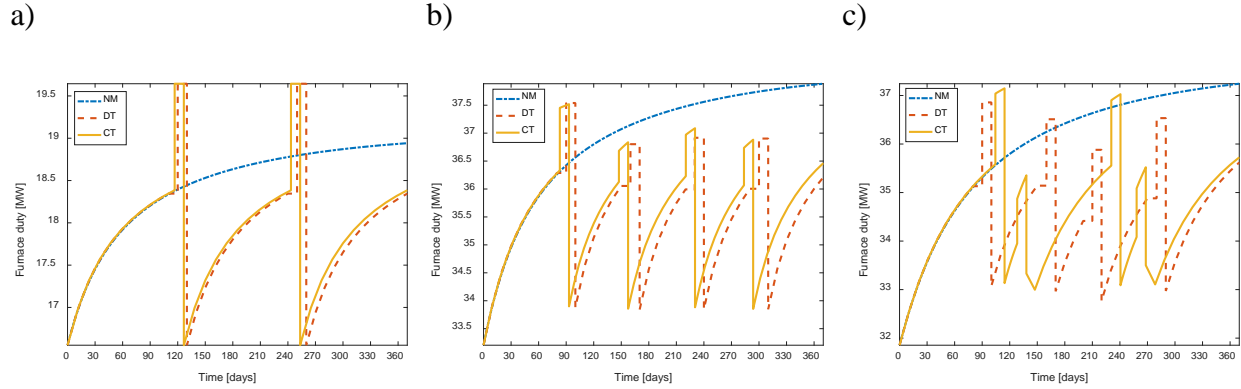 a)
b)
c)
19.5
19
18.5
18
17.5
17
0 30 60 90 120 150 180 210 240 270 300 330 360
Furnace duty [MW]
Time [days]
NM
DT
CT
37.5
37
36.5
36
35.5
35
34.5
34
33.5
0 30 60 90 120 150 180 210 240 270 300 330 360
Furnace duty [MW]
Time [days]
NM
DT
CT
37
36
35
34
33
32
0 30 60 90 120 150 180 210 240 270 300 330 360
Furnace duty [MW]
Time [days]
NM
DT
CT